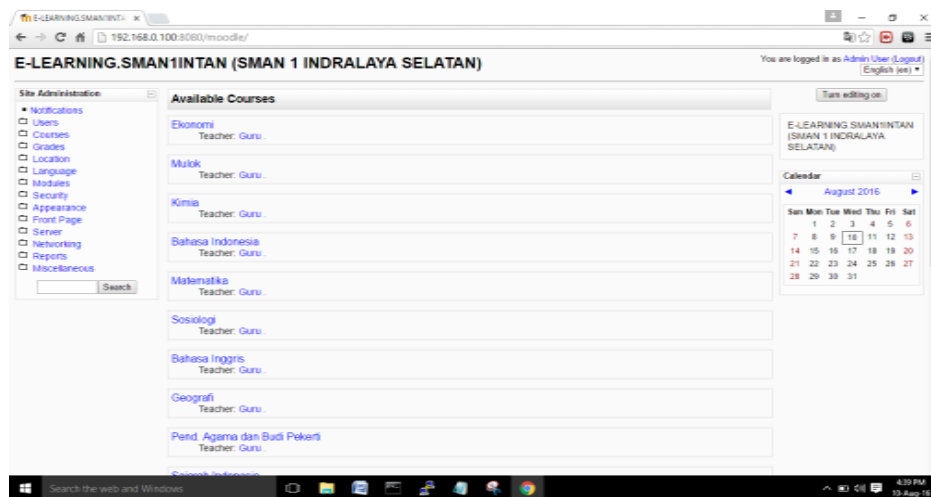 E-LEARNING.SMAN1INTA
192.168.0.100:8080/moodle/
E-LEARNING.SMAN1INTAN (SMAN 1 INDRALAYA SELATAN)
You are logged in as Admin User (Logout)
English (en)
Site Administration
Notifications
Users
Courses
Grades
Location
Language
Modules
Security
Appearance
Front Page
Server
Networking
Reports
Miscellaneous
Search
Available Courses
Ekonomi
Teacher: Guru .
Mulok
Teacher: Guru .
Kimia
Teacher: Guru .
Bahasa Indonesia
Teacher: Guru .
Matematika
Teacher: Guru .
Sosiologi
Teacher: Guru .
Bahasa Inggris
Teacher: Guru .
Geografi
Teacher: Guru .
Pend. Agama dan Budi Pekerti
Teacher: Guru .
Sejarah Indonesia
Turn editing on
E-LEARNING.SMAN1INTAN
(SMAN 1 INDRALAYA
SELATAN)
Calendar
August 2016
Sun Mon Tue Wed Thu Fri Sat
1 2 3 4 5 6
7 8 9 10 11 12 13
14 15 16 17 18 19 20
21 22 23 24 25 26 27
28 29 30 31
Search the web and Windows
4:39 PM
10-Aug-16